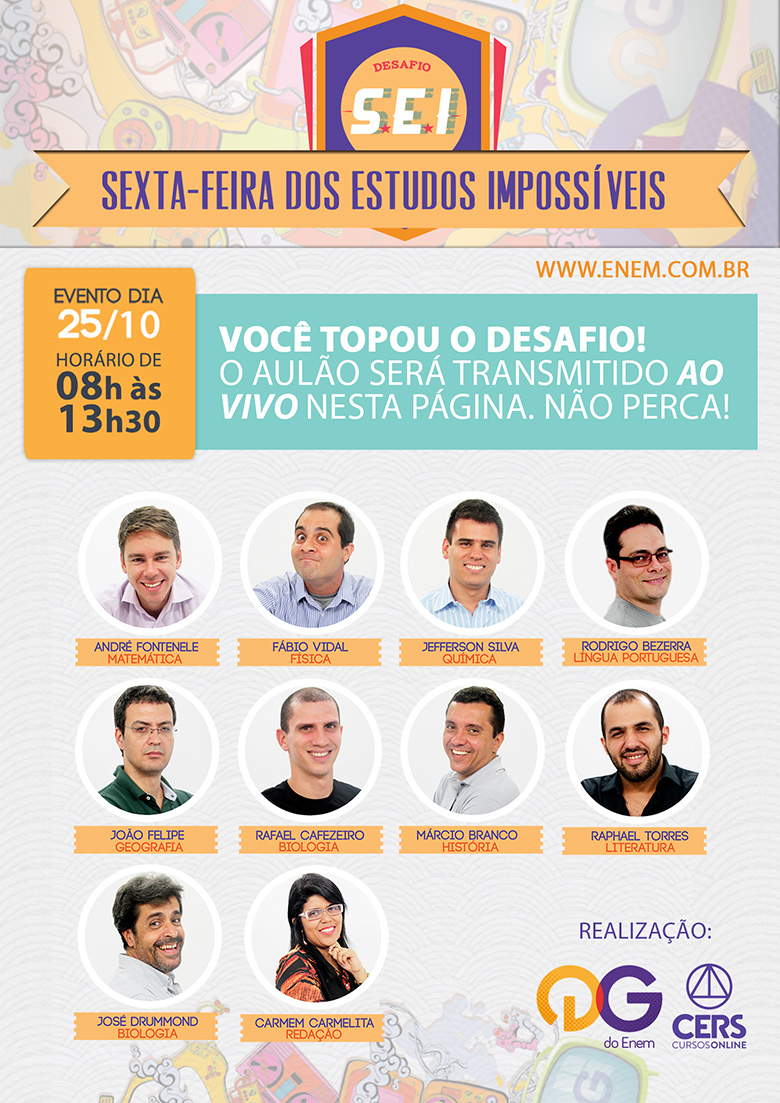 DESAFIO
S.E.I
SEXTA-FEIRA DOS ESTUDOS IMPOSSÍVEIS
WWW.ENEM.COM.BR
EVENTO DIA
25/10
HORÁRIO DE
08h às
13h30
VOCÊ TOPOU O DESAFIO!
O AULÃO SERÁ TRANSMITIDO AO
VIVO NESTA PÁGINA. NÃO PERCA!
ANDRÉ FONTENELE
MATEMÁTICA
FÁBIO VIDAL
FÍSICA
JEFFERSON SILVA
QUÍMICA
RODRIGO BEZERRA
LÍNGUA PORTUGUESA
JOÃO FELIPE
GEOGRAFIA
RAFAEL CAFEZEIRO
BIOLOGIA
MÁRCIO BRANCO
HISTÓRIA
RAPHAEL TORRES
LITERATURA
JOSÉ DRUMMOND
BIOLOGIA
CARMEM CARMELITA
REDAÇÃO
REALIZAÇÃO:
QG
do Enem
CERS
CURSOS ONLINE